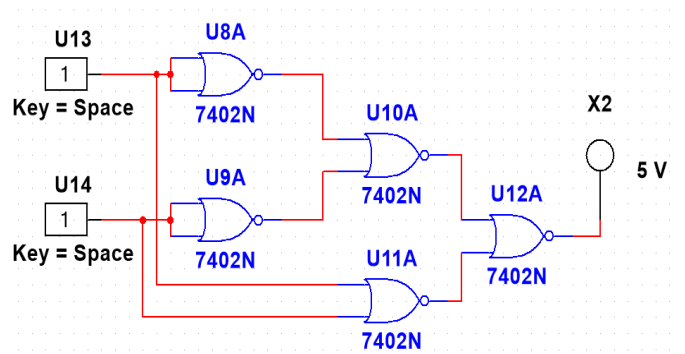 U13
1
Key = Space
U8A
7402N
U10A
7402N
X2
5 V
U14
1
Key = Space
U9A
7402N
U12A
7402N
U11A
7402N